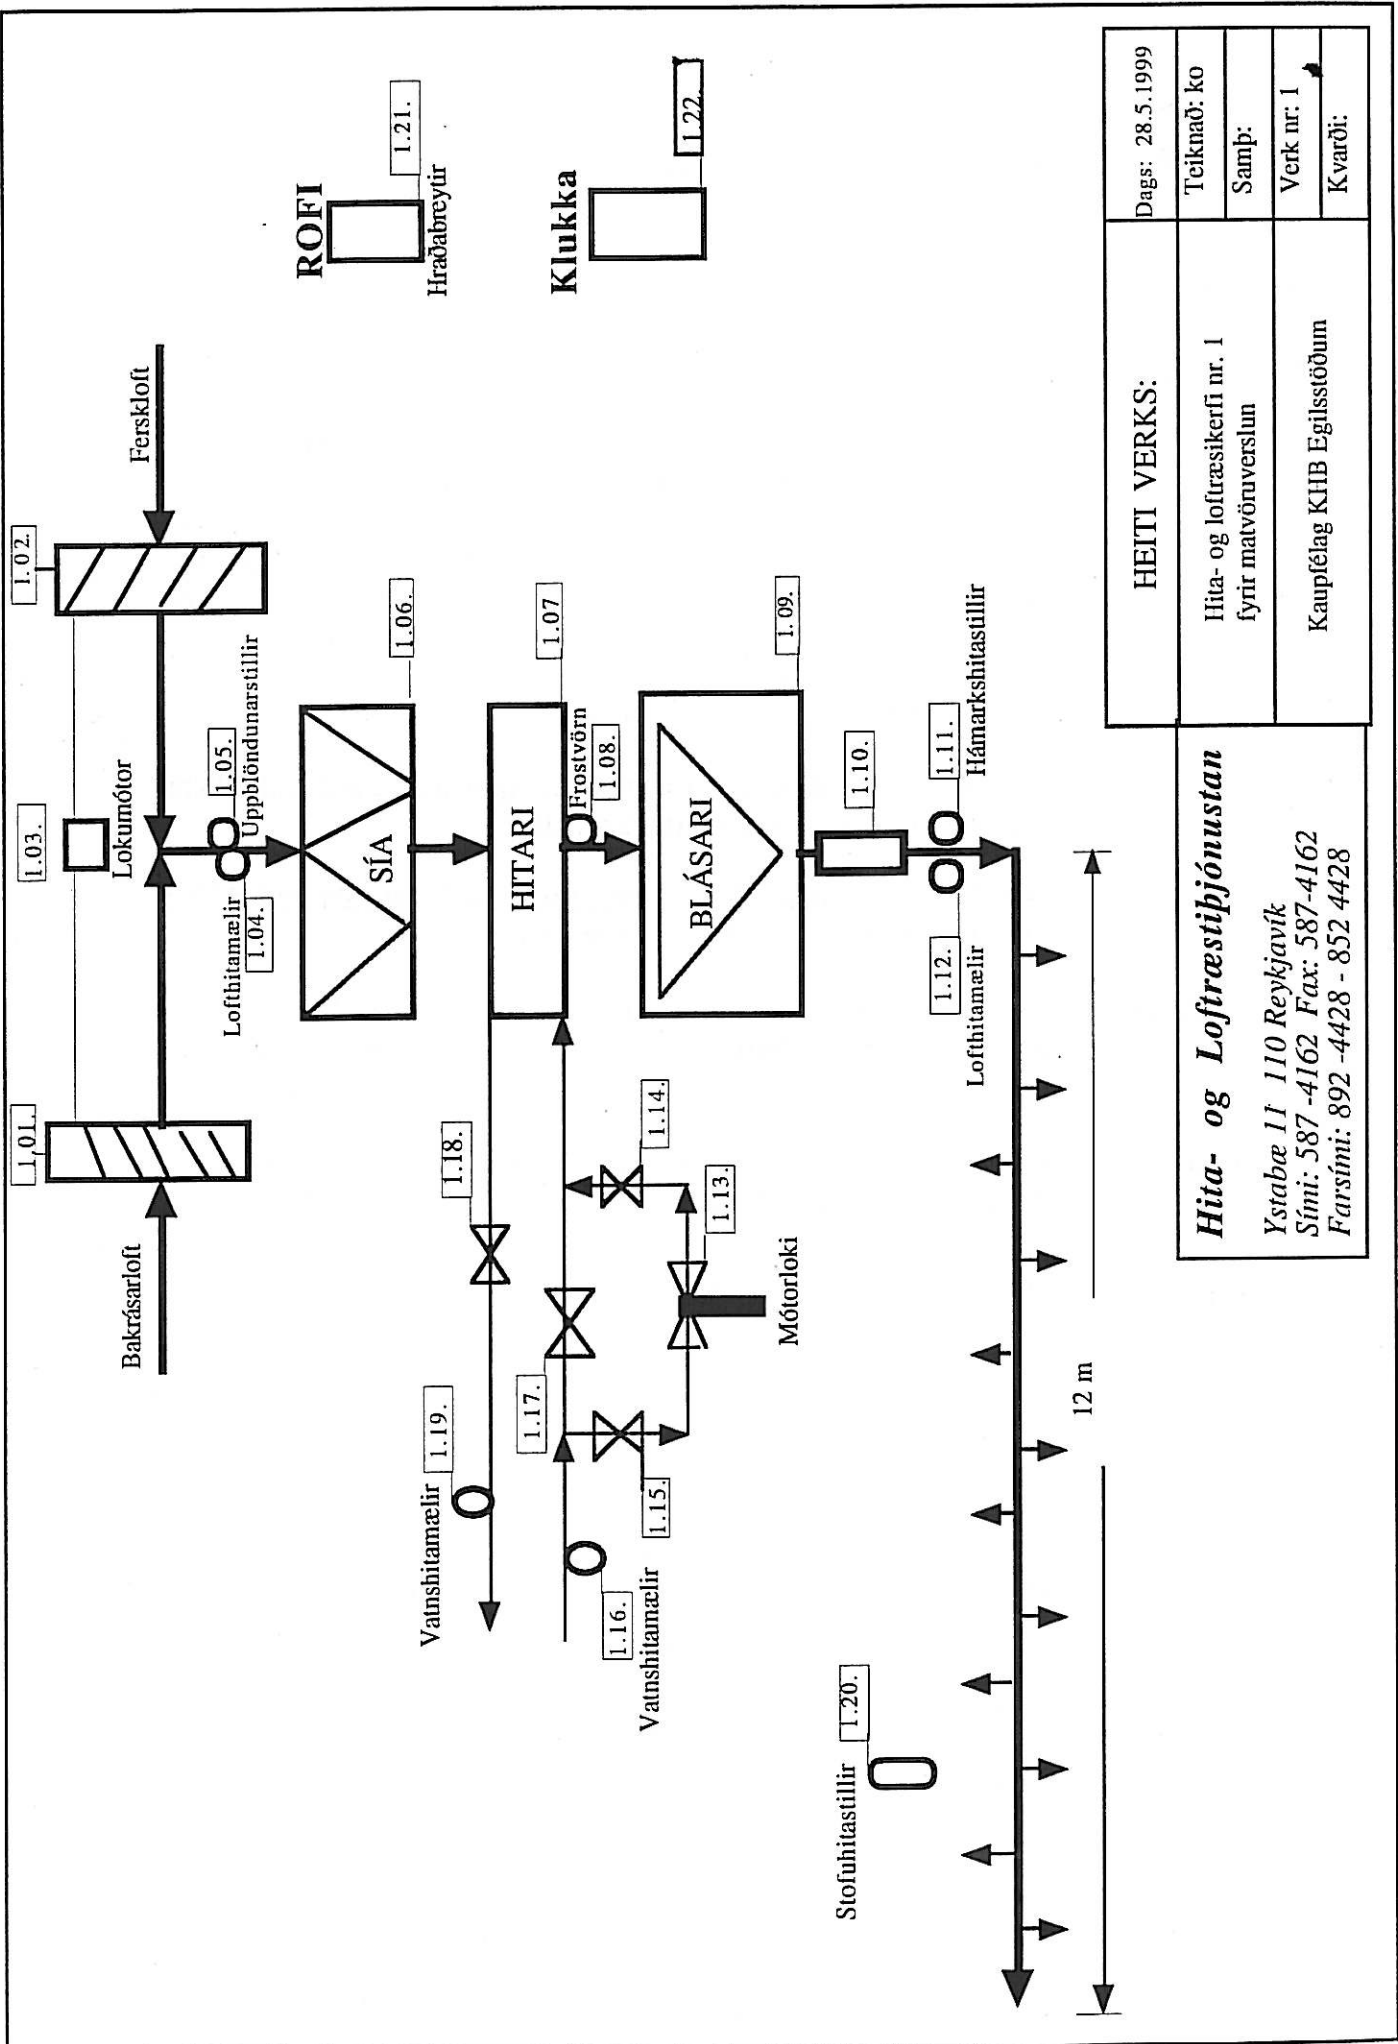 1.01.
Bakrásarloft
1.03.
Lokumótor
1.02.
Ferskloft
Lofthitamælir
1.04.
1.05.
Uppblöndunarstillir
SÍA
1.06.
HITARI
1.07
Frostvörn
1.08.
BLÁSARI
1.09.
1.10.
1.11.
Hámarkshitastillir
1.12.
Lofthitamælir
1.18.
1.19.
Vatnshitamælir
1.17.
1.14.
1.13.
Mótorloki
1.15.
1.16.
Vatnshitamælir
1.20.
Stofuhitastillir
12 m
ROFI
1.21.
Hraðabreytir
Klukka
1.22.
Hita- og Loftræstiþjónustan
Ystabæ 11 110 Reykjavík
Sími: 587 -4162 Fax: 587-4162
Farsími: 892 -4428 - 852 4428
HEITI VERKS:
Hita- og loftræsikerfi nr. 1
fyrir matvöruverslun
Kaupfélag KHB Egilsstöðum
Dags: 28.5.1999
Teiknað: ko
Samþ:
Verk nr: 1
Kvarði: